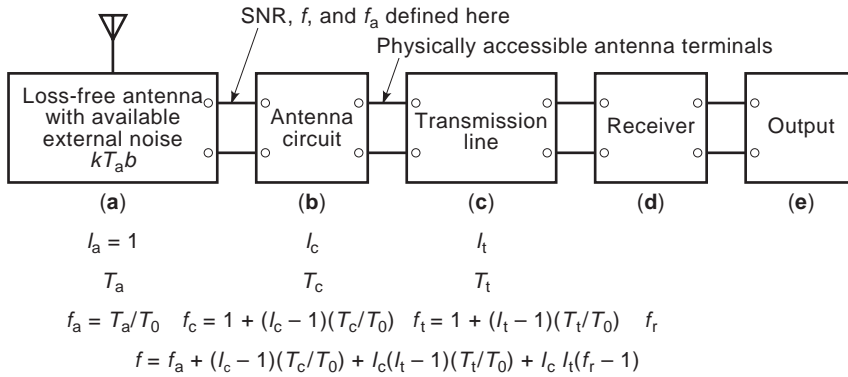 SNR, f, and fa defined here
Physically accessible antenna terminals
Loss-free antenna
with available
external noise
kTab
Antenna
circuit
Transmission
line
Receiver
Output
(a) (b) (c) (d) (e)
la = 1 lc lt
Ta Tc Tt
fa = Ta/T0 fc = 1 + (lc – 1)(Tc/T0) ft = 1 + (lt – 1)(Tt/T0) fr
f = fa + (lc – 1)(Tc/T0) + lc(lt – 1)(Tt/T0) + lc lt(fr – 1)